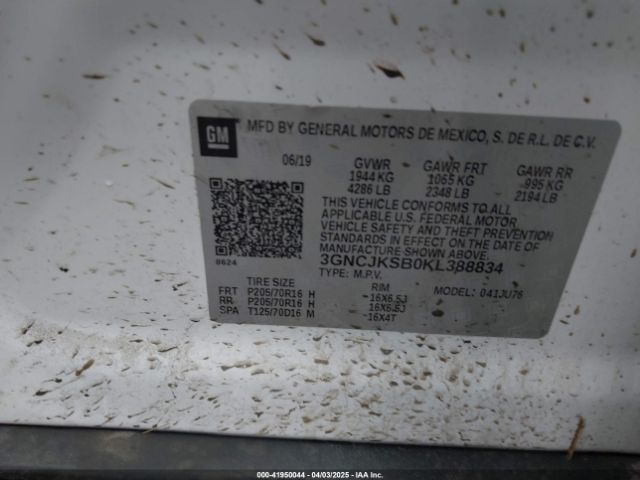 GM
MFD BY GENERAL MOTORS DE MEXICO, S. DE R.L. DE C.V.
06/19 GVWR GAWR FRT GAWR RR
1944 KG 1065 KG 995 KG
4286 LB 2348 LB 2194 LB
THIS VEHICLE CONFORMS TO ALL
APPLICABLE U.S. FEDERAL MOTOR
VEHICLE SAFETY AND THEFT PREVENTION
STANDARDS IN EFFECT ON THE DATE OF
MANUFACTURE SHOWN ABOVE.
8624
3GNCJKSB0KL388834
TYPE: M.P.V.
TIRE SIZE RIM MODEL: 041JU76
FRT P205/70R16 H 16X6.5J
RR P205/70R16 H 16X6.5J
SPA T125/70D16 M 16X4T
000-41950044 | 04/03/2025 - IAA Inc.